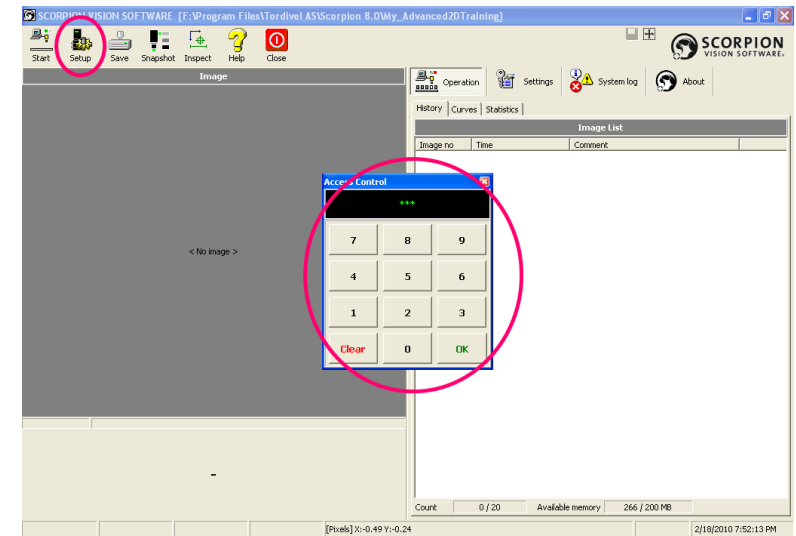 SCORPION VISION SOFTWARE [F:\Program Files\Tordivel AS\Scorpion 8.0\My_Advanced2DTraining]
Start Setup Save Snapshot Inspect Help Close
SCORPION
VISION SOFTWARE.
Image
Operation Settings System log About
History Curves Statistics
Image List
Image no Time Comment
Access Control
***
7 8 9
< No image >
4 5 6
1 2 3
Clear 0 OK
-
Count 0 / 20 Available memory 266 / 200 MB
[Pixels] X:-0.49 Y:-0.24 2/18/2010 7:52:13 PM